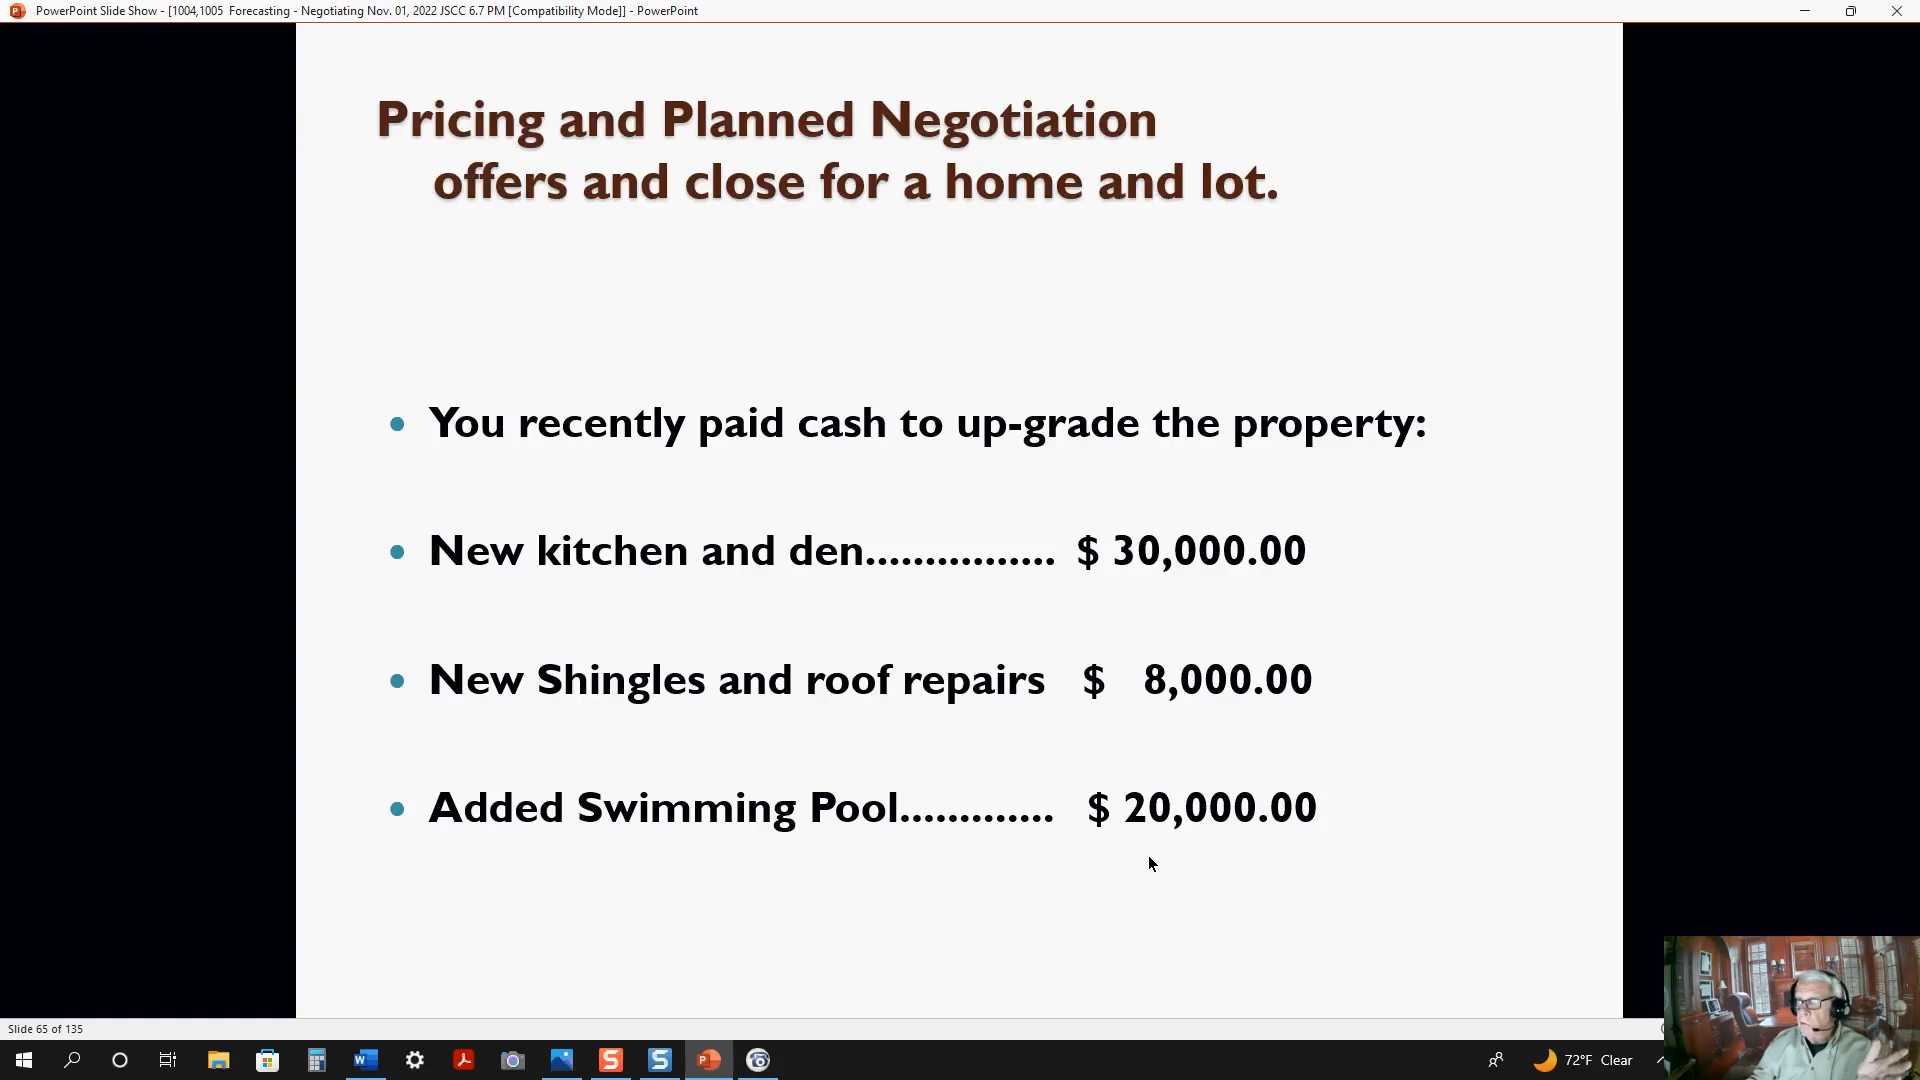 PowerPoint Slide Show - [1004,1005  Forecasting - Negotiating Nov. 01, 2022 JSCC 6.7 PM [Compatibility Mode]] - PowerPoint
Pricing and Planned Negotiation
offers and close for a home and lot.
• You recently paid cash to up-grade the property:
• New kitchen and den................ $ 30,000.00
• New Shingles and roof repairs $ 8,000.00
• Added Swimming Pool............. $ 20,000.00
Slide 65 of 135
72°F Clear